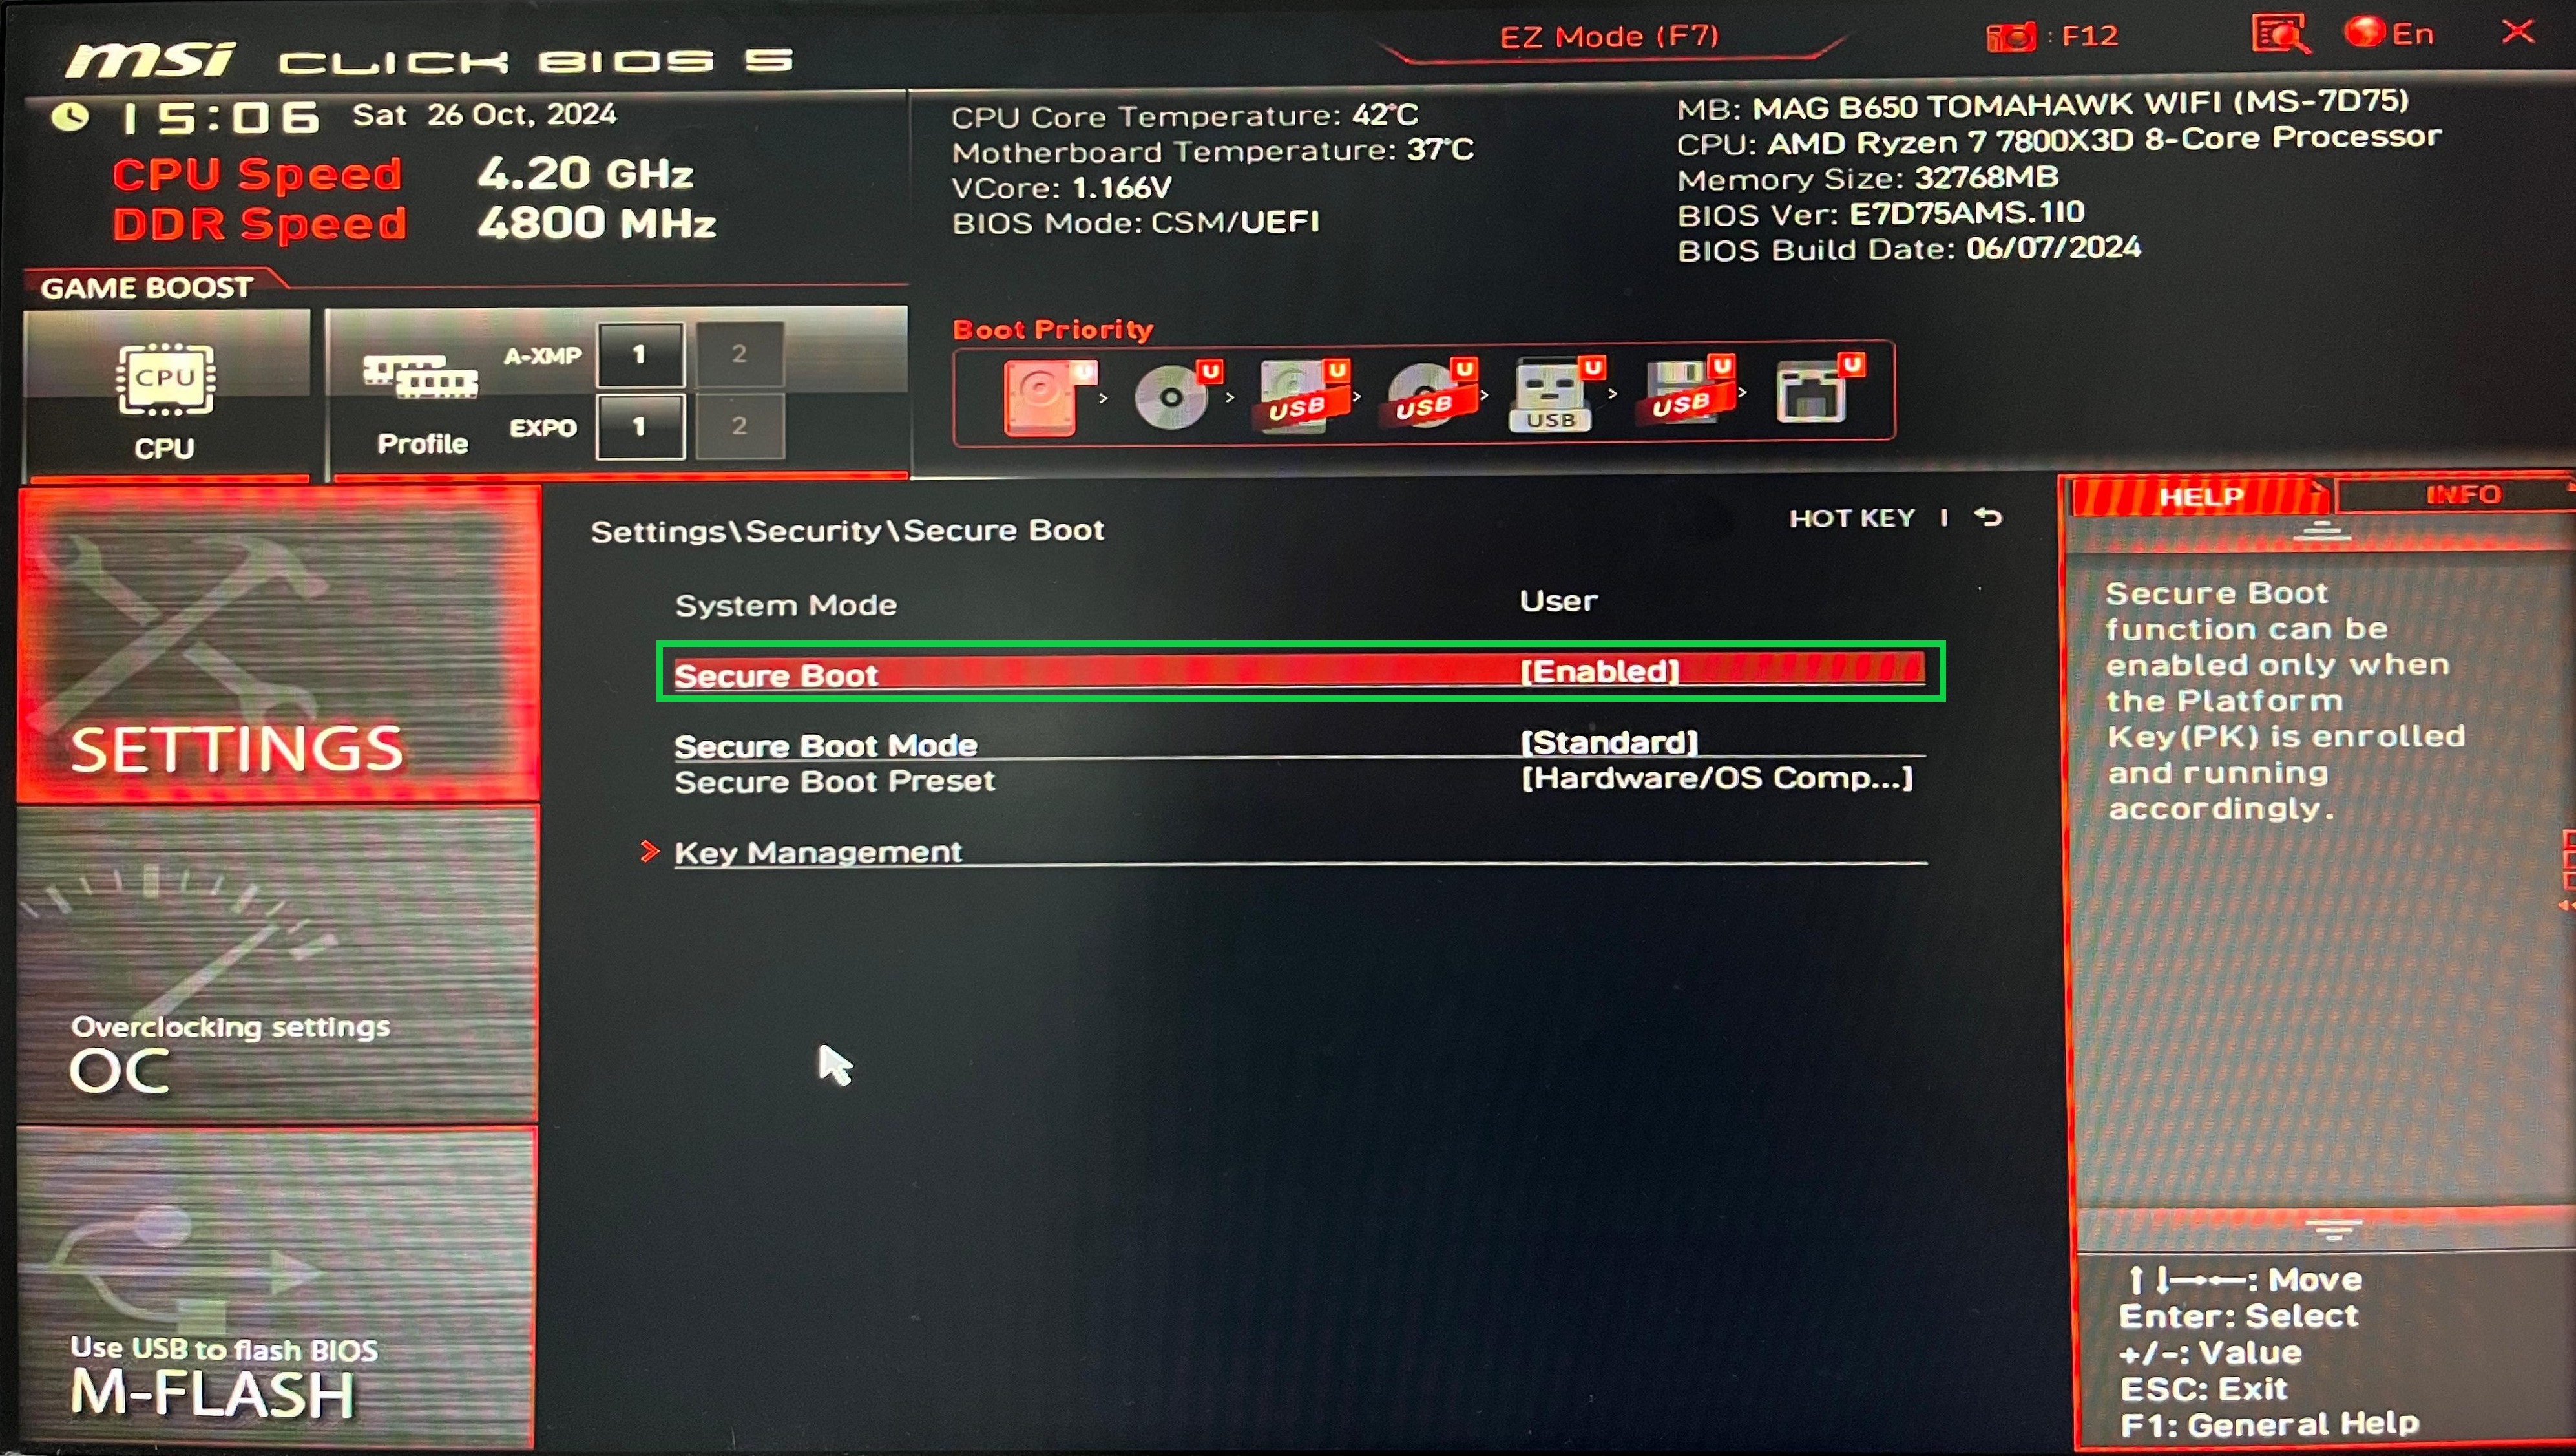 msi CLICK BIOS 5
EZ Mode (F7)
: F12
En
15:06 Sat 26 Oct, 2024
CPU Speed 4.20 GHz
DDR Speed 4800 MHz
CPU Core Temperature: 42°C
Motherboard Temperature: 37°C
VCore: 1.166V
BIOS Mode: CSM/UEFI
MB: MAG B650 TOMAHAWK WIFI (MS-7D75)
CPU: AMD Ryzen 7 7800X3D 8-Core Processor
Memory Size: 32768MB
BIOS Ver: E7D75AMS.1I0
BIOS Build Date: 06/07/2024
GAME BOOST
CPU
CPU
Profile
A-XMP 1 2
EXPO 1 2
Boot Priority
U U U U U U U
USB USB USB USB
SETTINGS
Overclocking settings
OC
Use USB to flash BIOS
M-FLASH
Settings\Security\Secure Boot
HOT KEY |
System Mode User
Secure Boot [Enabled]
Secure Boot Mode [Standard]
Secure Boot Preset [Hardware/OS Comp...]
> Key Management
HELP INFO
Secure Boot
function can be
enabled only when
the Platform
Key(PK) is enrolled
and running
accordingly.
↑↓→←: Move
Enter: Select
+/-: Value
ESC: Exit
F1: General Help